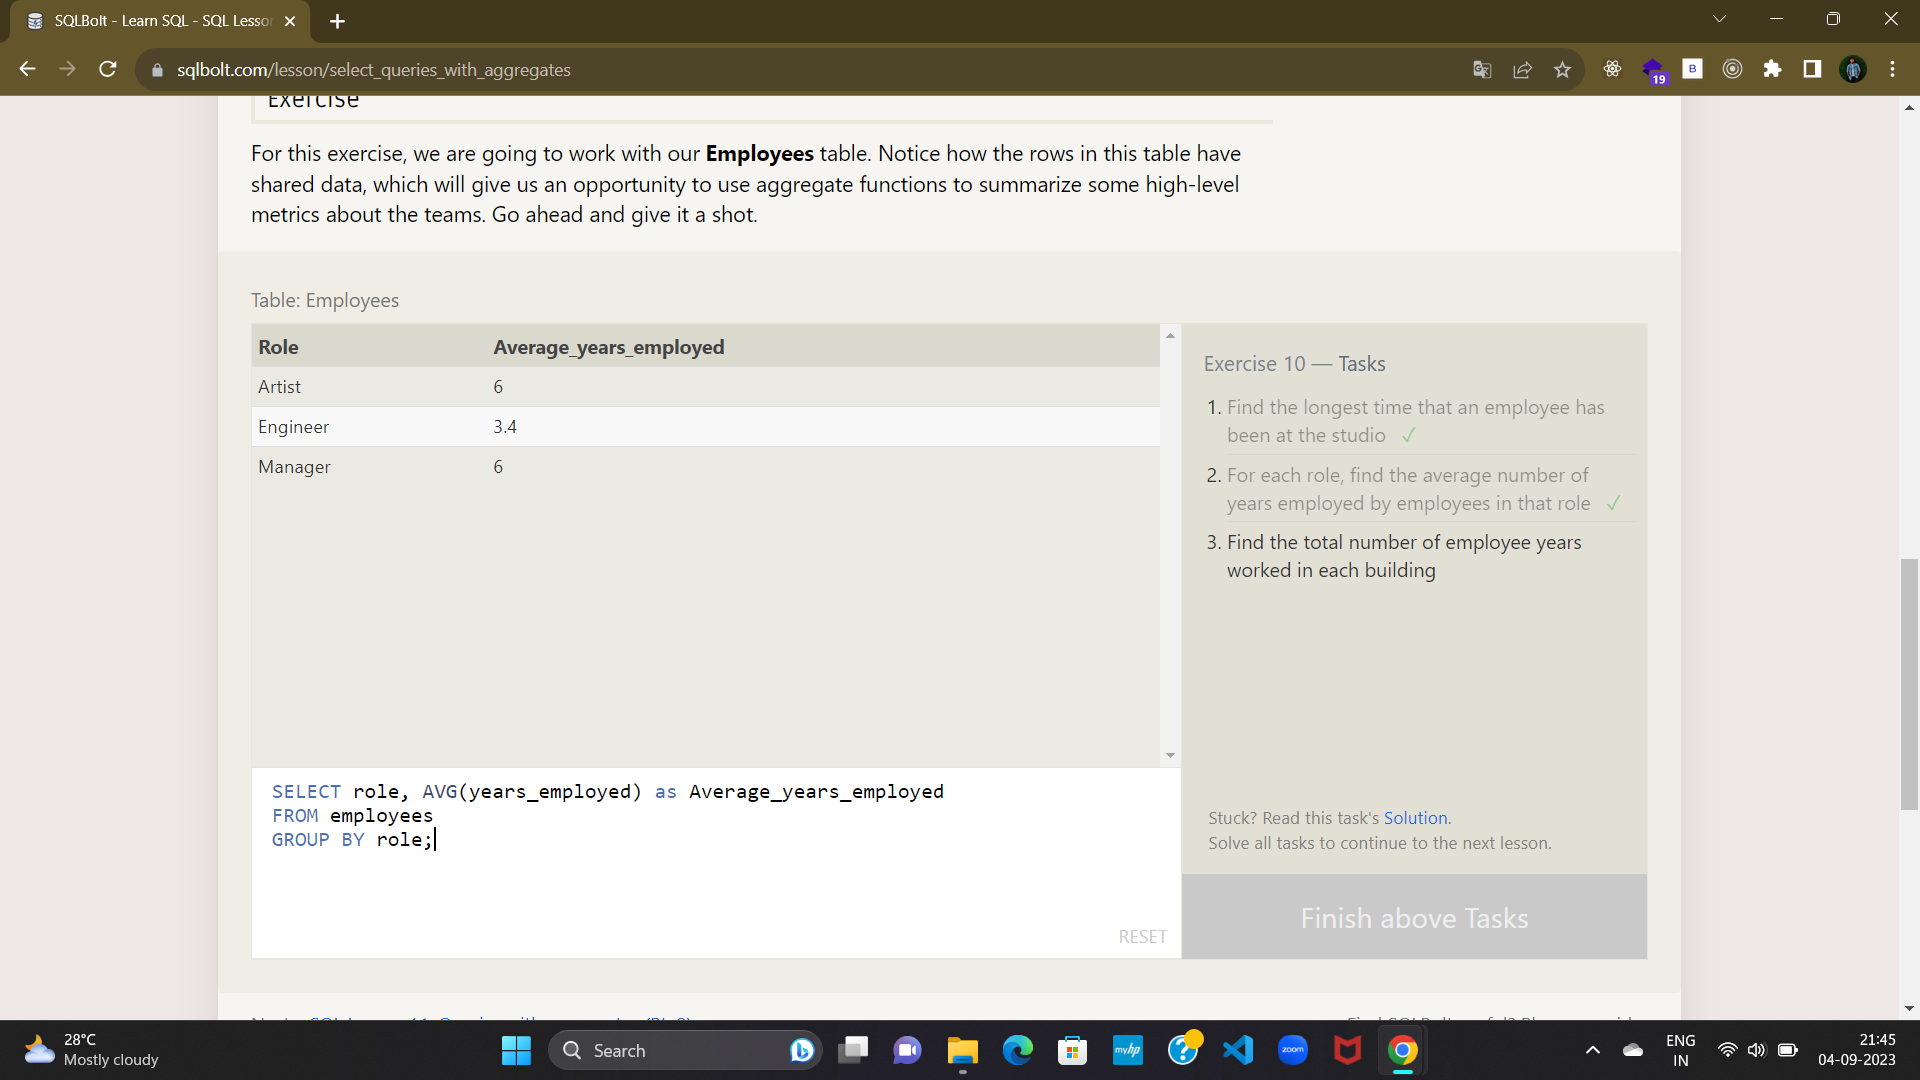 SQLBolt - Learn SQL - SQL Lesson
sqlbolt.com/lesson/select_queries_with_aggregates
19
B
Exercise
For this exercise, we are going to work with our Employees table. Notice how the rows in this table have
shared data, which will give us an opportunity to use aggregate functions to summarize some high-level
metrics about the teams. Go ahead and give it a shot.
Table: Employees
Role Average_years_employed
Artist 6
Engineer 3.4
Manager 6
Exercise 10 — Tasks
1. Find the longest time that an employee has
been at the studio ✓
2. For each role, find the average number of
years employed by employees in that role ✓
3. Find the total number of employee years
worked in each building
SELECT role, AVG(years_employed) as Average_years_employed
FROM employees
GROUP BY role;
RESET
Stuck? Read this task's Solution.
Solve all tasks to continue to the next lesson.
Finish above Tasks
28°C
Mostly cloudy
Search
myhp
zoom
ENG
IN
21:45
04-09-2023